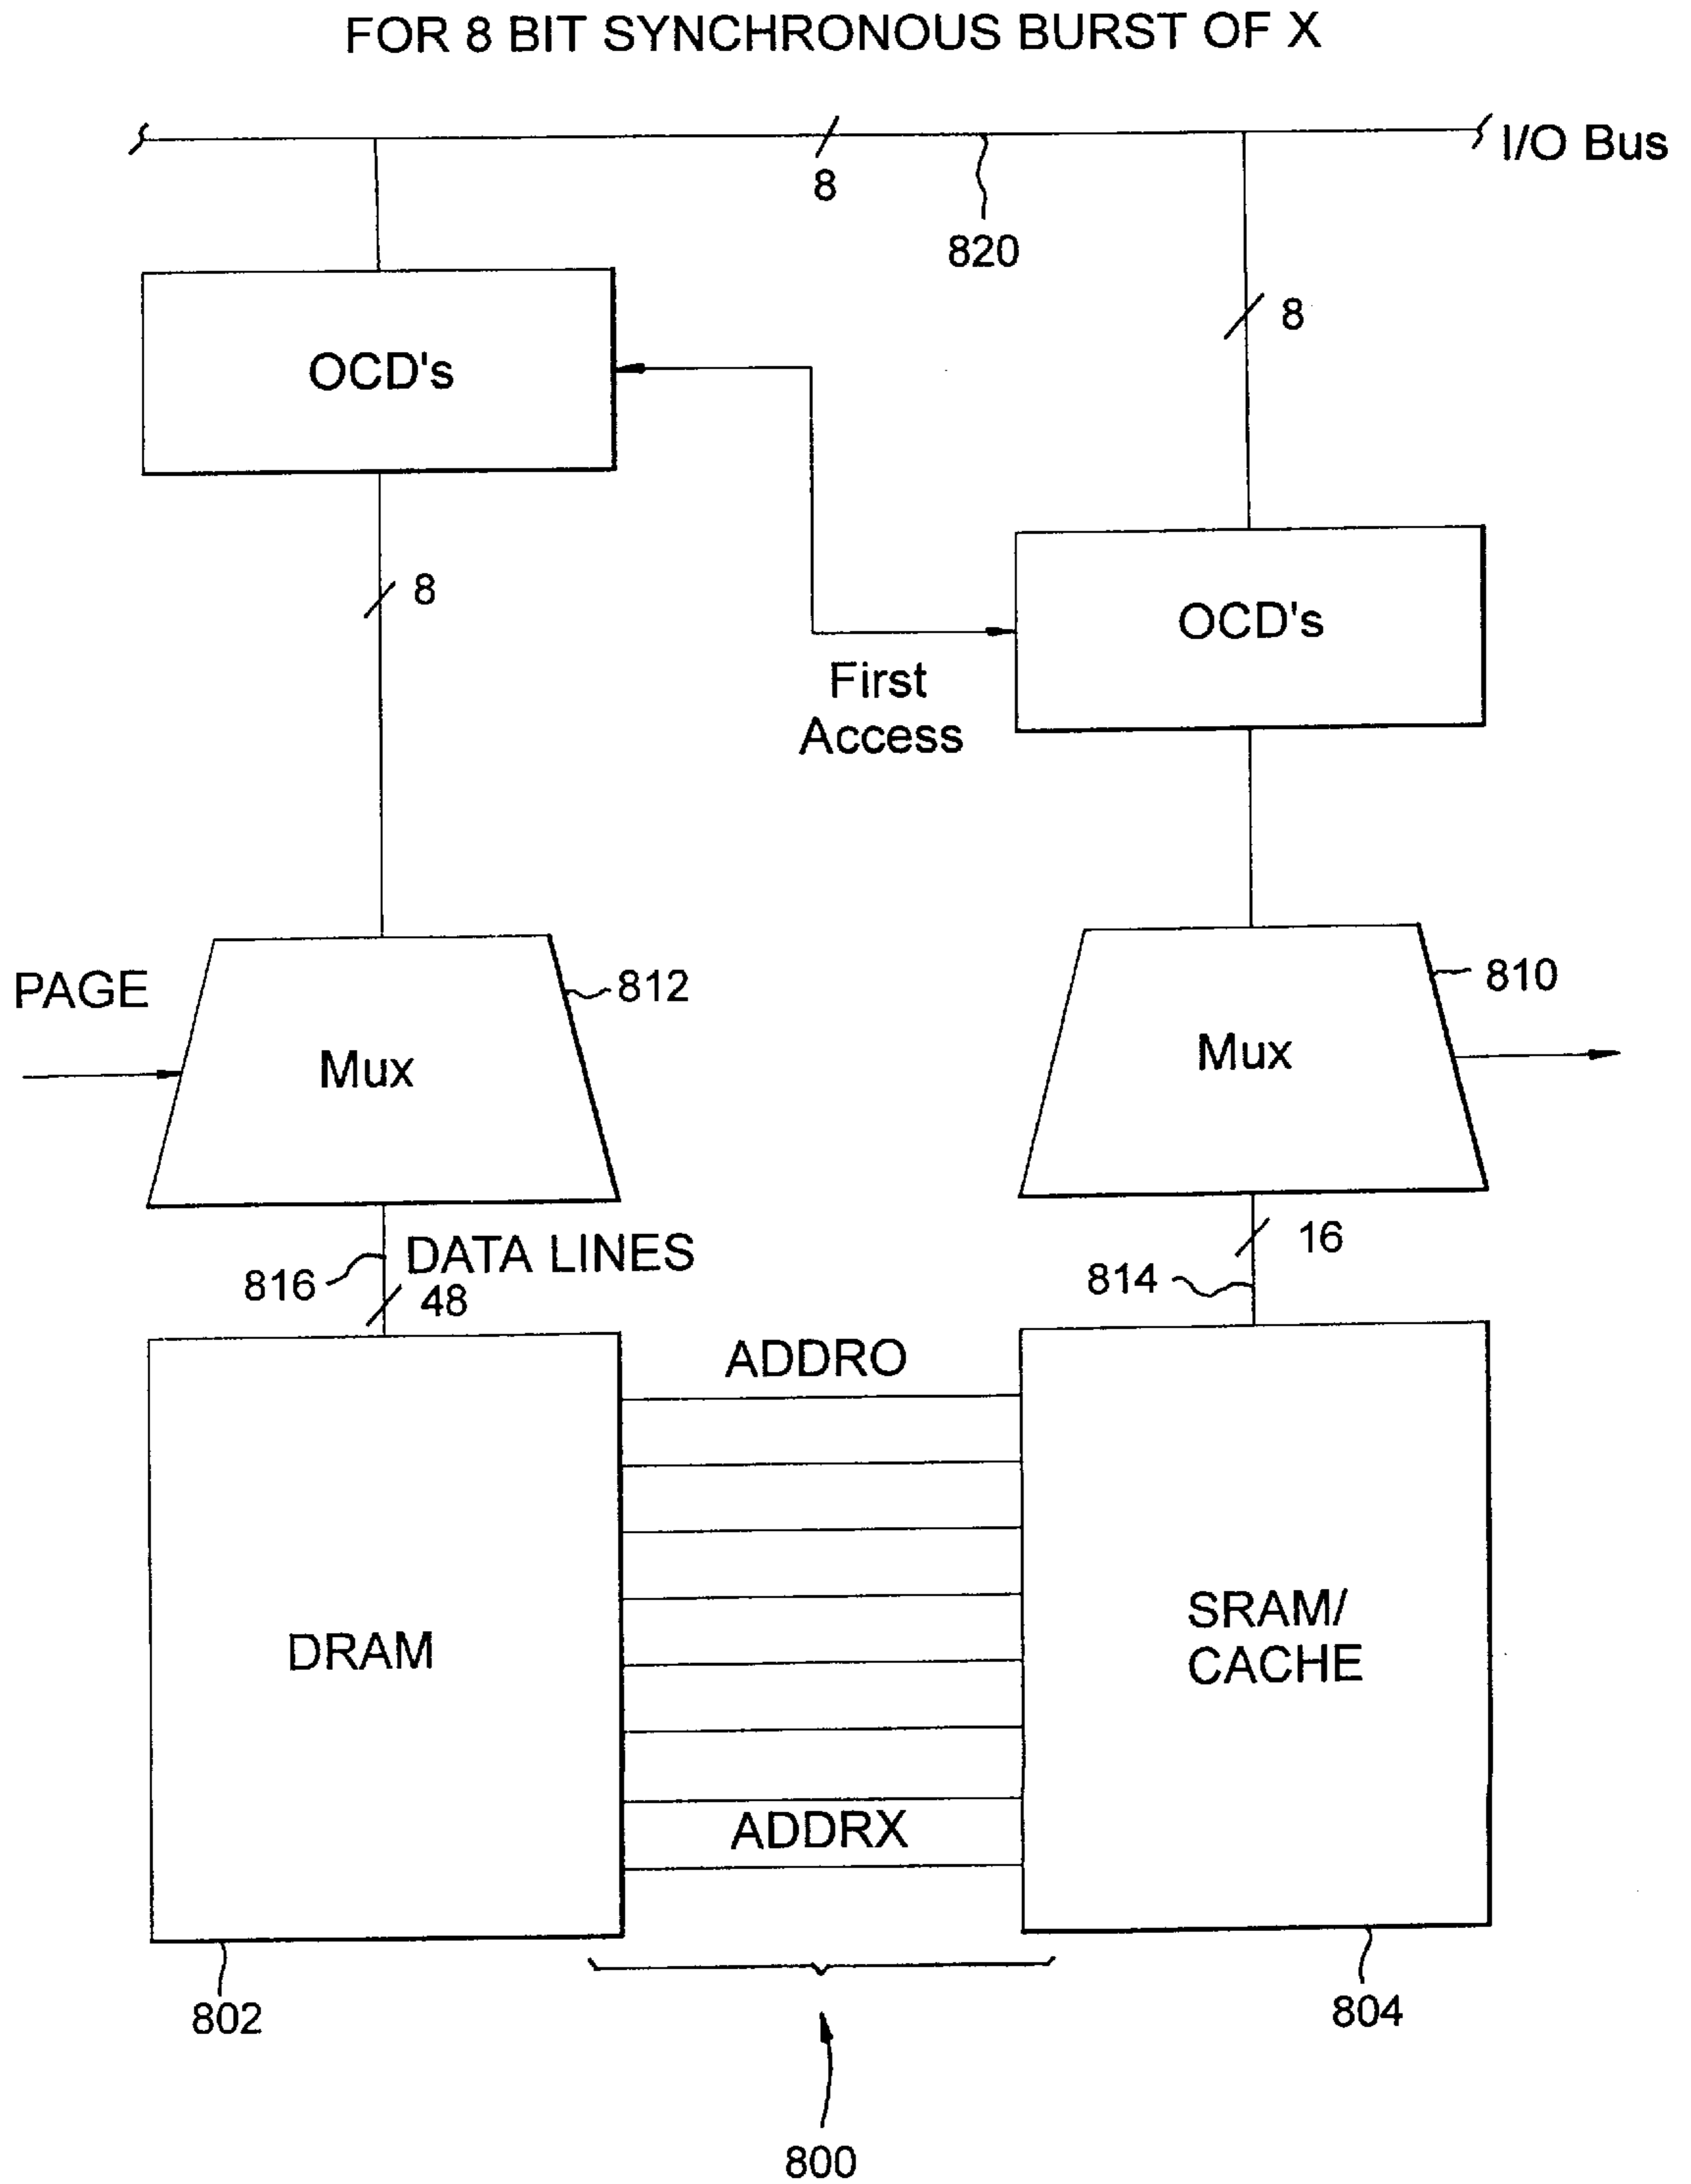 FOR 8 BIT SYNCHRONOUS BURST OF X
I/O Bus
8
820
8
OCD's
8
OCD's
First
Access
PAGE
812
810
Mux
Mux
DATA LINES
816
48
16
814
ADDRO
DRAM
SRAM/
CACHE
ADDRX
802
804
800